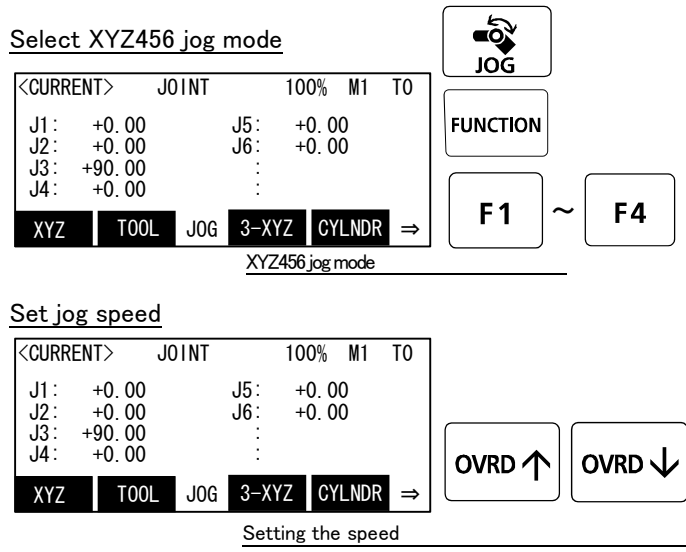 Select XYZ456 jog mode
JOG
<CURRENT> JOINT 100% M1 T0
J1: +0.00 J5: +0.00
J2: +0.00 J6: +0.00
J3: +90.00 :
J4: +0.00 :
XYZ TOOL JOG 3-XYZ CYLNDR ⇒
FUNCTION
F1 ~ F4
XYZ456 jog mode
Set jog speed
<CURRENT> JOINT 100% M1 T0
J1: +0.00 J5: +0.00
J2: +0.00 J6: +0.00
J3: +90.00 :
J4: +0.00 :
XYZ TOOL JOG 3-XYZ CYLNDR ⇒
OVRD ↑ OVRD ↓
Setting the speed